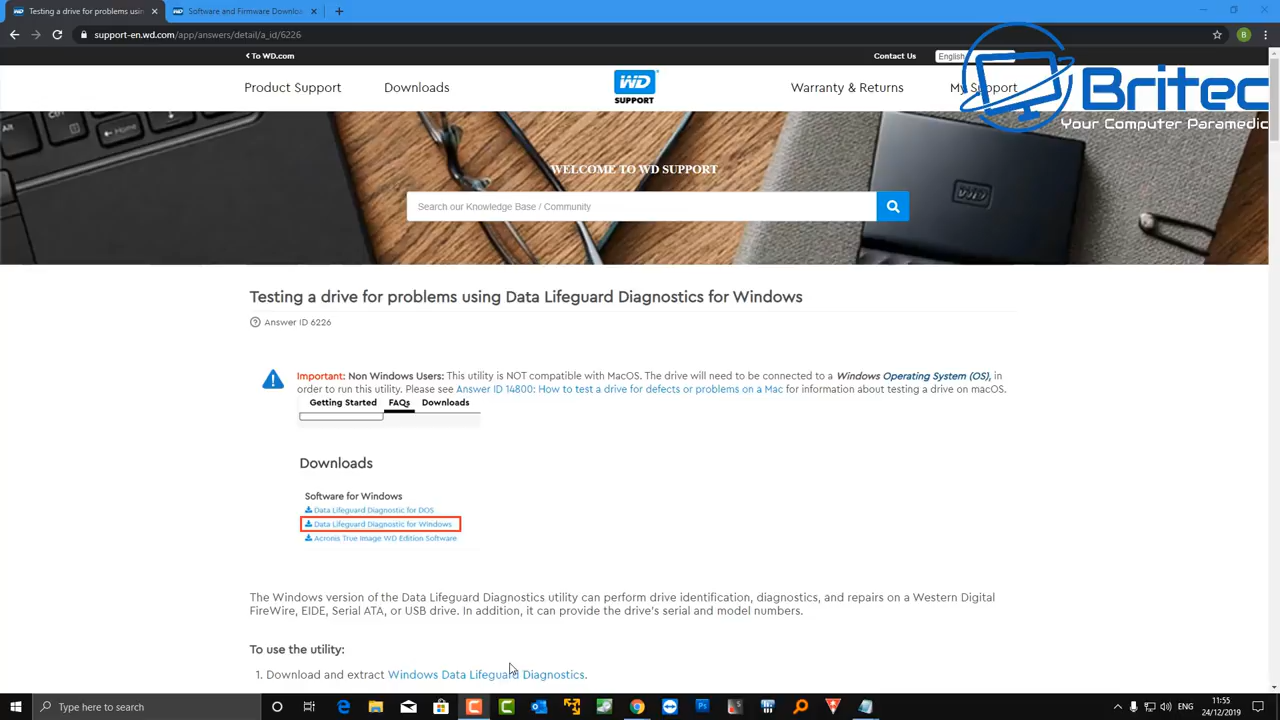 Testing a drive for problems usin
Software and Firmware Downlo
support-en.wd.com/app/answers/detail/a_id/6226
B
To WD.com
Contact Us
English
Product Support
Downloads
WD
SUPPORT
Warranty & Returns
My Support
Britec
Your Computer Paramedic
WELCOME TO WD SUPPORT
Search our Knowledge Base / Community
WD
Testing a drive for problems using Data Lifeguard Diagnostics for Windows
Answer ID 6226
Important: Non Windows Users: This utility is NOT compatible with MacOS. The drive will need to be connected to a Windows Operating System (OS), in
order to run this utility. Please see Answer ID 14800: How to test a drive for defects or problems on a Mac for information about testing a drive on macOS.
Getting Started FAQs Downloads
Downloads
Software for Windows
Data Lifeguard Diagnostic for DOS
Data Lifeguard Diagnostic for Windows
Acronis True Image WD Edition Software
The Windows version of the Data Lifeguard Diagnostics utility can perform drive identification, diagnostics, and repairs on a Western Digital
FireWire, EIDE, Serial ATA, or USB drive. In addition, it can provide the drive's serial and model numbers.
To use the utility:
1. Download and extract Windows Data Lifeguard Diagnostics.
Type here to search
ENG
11:55
24/12/2019